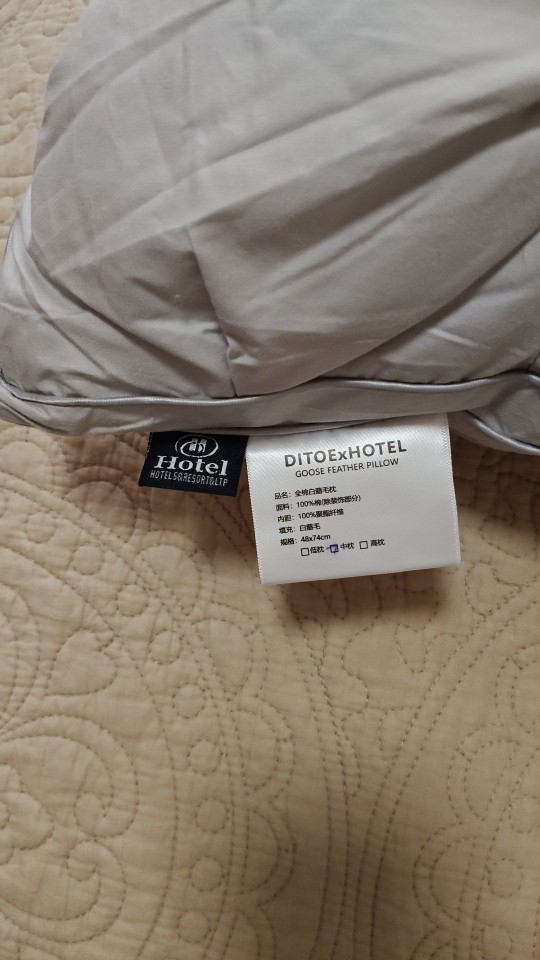 Hotel
HOTELS&RESORT&LTP
DITOExHOTEL
GOOSE FEATHER PILLOW
品名：全棉白鹅毛枕
面料：100%棉(除装饰部分)
内胆：100%聚酯纤维
填充：白鹅毛
规格：48x74cm
☐低枕 ☑中枕 ☐高枕